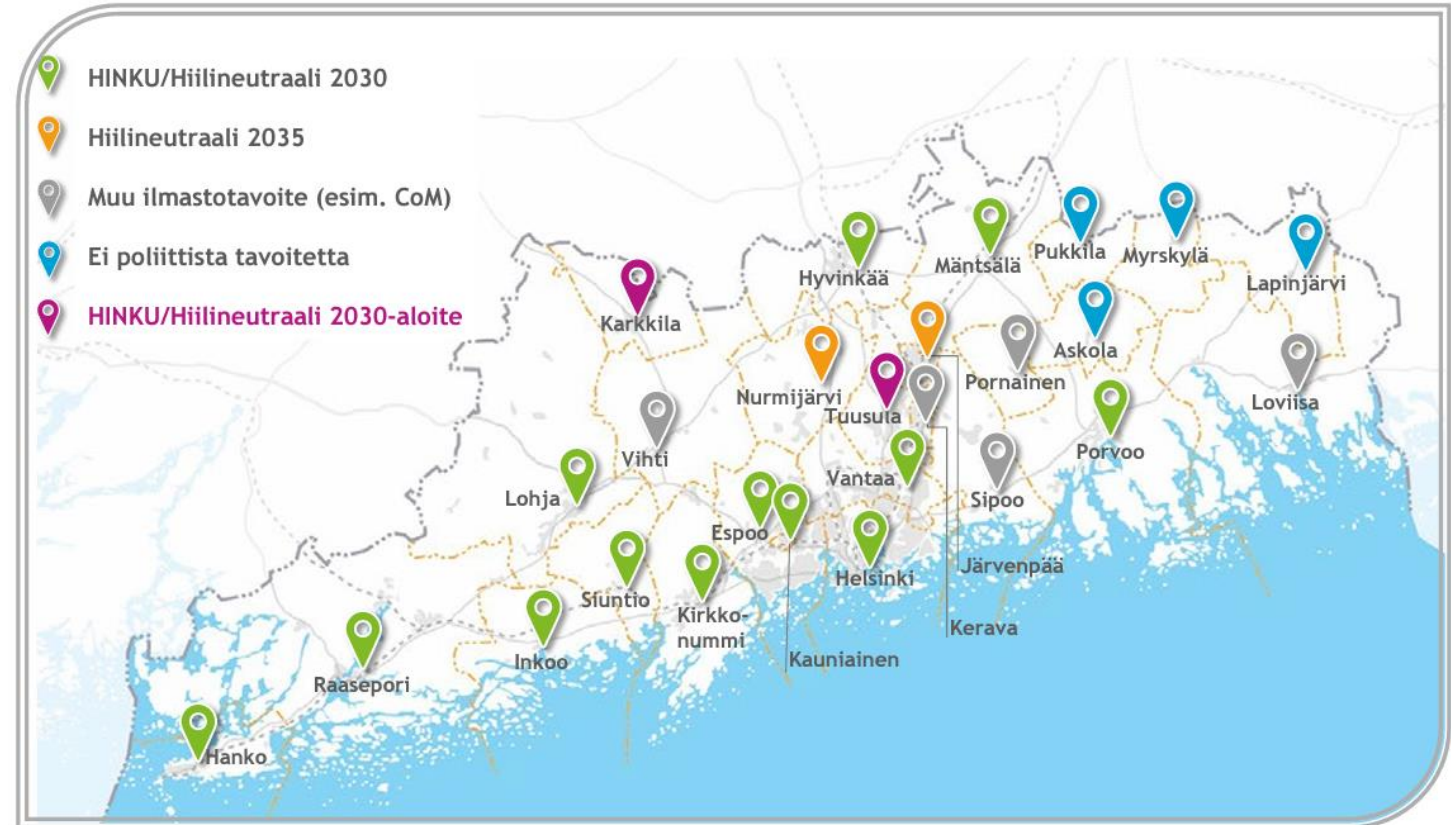 HINKU/Hiilineutraali 2030
Hiilineutraali 2035
Muu ilmastotavoite (esim. CoM)
Ei poliittista tavoitetta
HINKU/Hiilineutraali 2030-aloite
Pukkila
Myrskylä
Mäntsälä
Hyvinkää
Lapinjärvi
Karkkila
Askola
Pornainen
Nurmijärvi
Loviisa
Tuusula
Porvoo
Vihti
Vantaa
Lohja
Sipoo
Espoo
Järvenpää
Helsinki
Siuntio
Kirkko-
nummi
Kerava
Kauniainen
Inkoo
Raasepori
Hanko